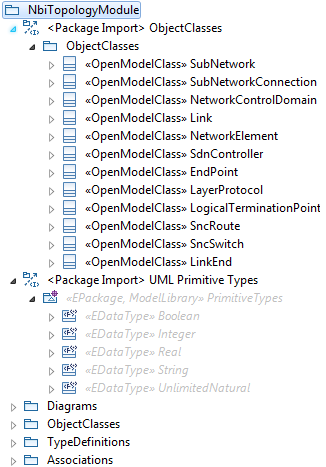 NbiTopologyModule
<Package Import> ObjectClasses
ObjectClasses
«OpenModelClass» SubNetwork
«OpenModelClass» SubNetworkConnection
«OpenModelClass» NetworkControlDomain
«OpenModelClass» Link
«OpenModelClass» NetworkElement
«OpenModelClass» SdnController
«OpenModelClass» EndPoint
«OpenModelClass» LayerProtocol
«OpenModelClass» LogicalTerminationPoint
«OpenModelClass» SncRoute
«OpenModelClass» SncSwitch
«OpenModelClass» LinkEnd
<Package Import> UML Primitive Types
«EPackage, ModelLibrary» PrimitiveTypes
«EDataType» Boolean
«EDataType» Integer
«EDataType» Real
«EDataType» String
«EDataType» UnlimitedNatural
Diagrams
ObjectClasses
TypeDefinitions
Associations